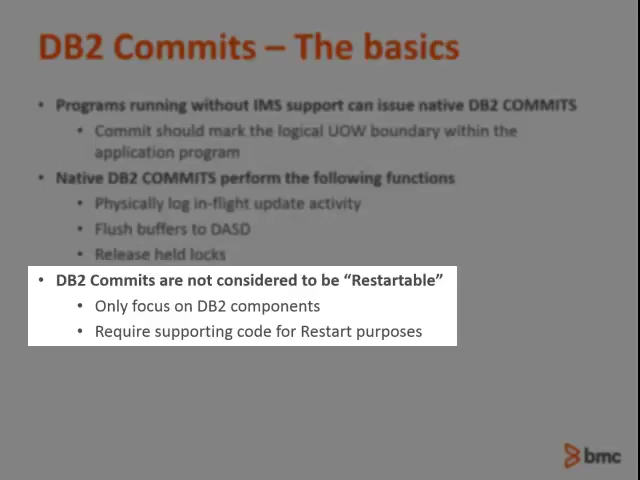 DB2 Commits – The basics
• Programs running without IMS support can issue native DB2 COMMITS
• Commit should mark the logical UOW boundary within the
application program
• Native DB2 COMMITS perform the following functions
• Physically log in-flight update activity
• Flush buffers to DASD
• Release held locks
• DB2 Commits are not considered to be “Restartable”
• Only focus on DB2 components
• Require supporting code for Restart purposes
bmc